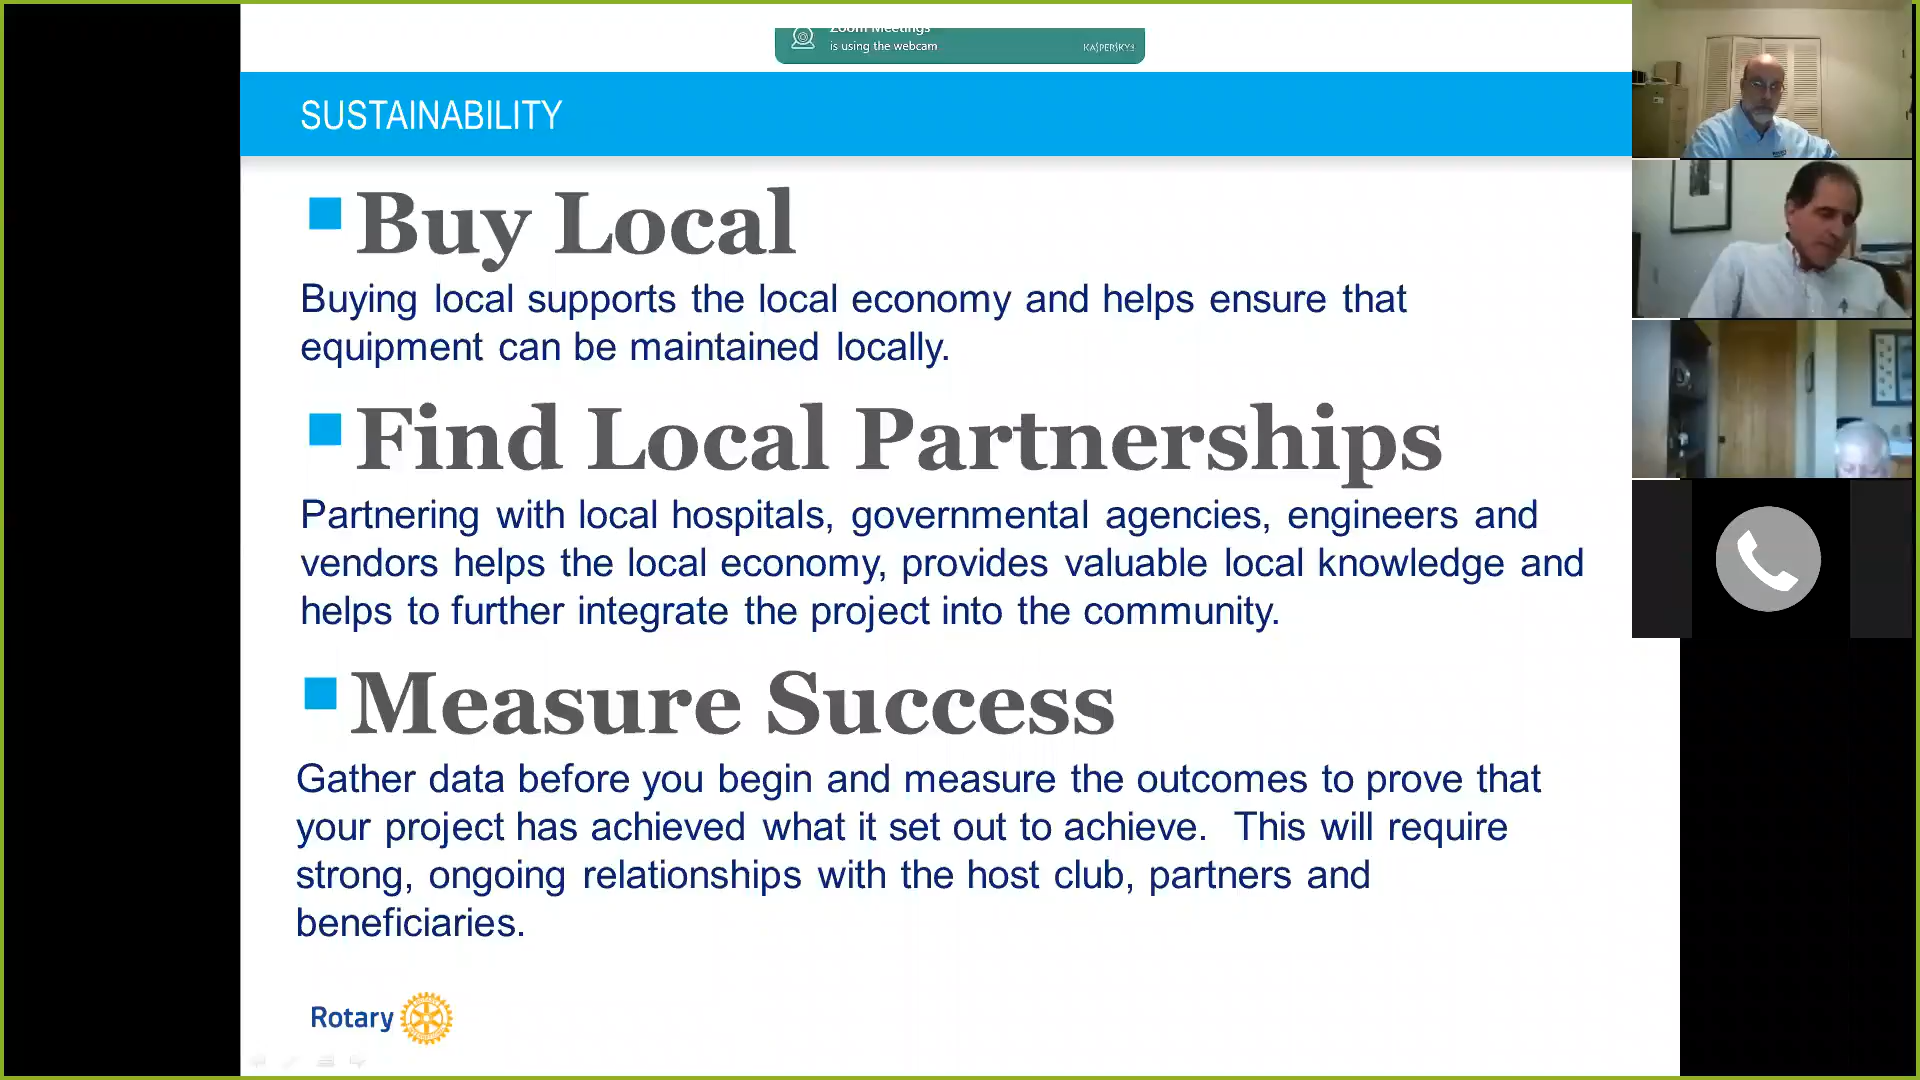 Zoom Meetings
is using the webcam
KASPERSKY
SUSTAINABILITY
Buy Local
Buying local supports the local economy and helps ensure that
equipment can be maintained locally.
Find Local Partnerships
Partnering with local hospitals, governmental agencies, engineers and
vendors helps the local economy, provides valuable local knowledge and
helps to further integrate the project into the community.
Measure Success
Gather data before you begin and measure the outcomes to prove that
your project has achieved what it set out to achieve. This will require
strong, ongoing relationships with the host club, partners and
beneficiaries.
Rotary